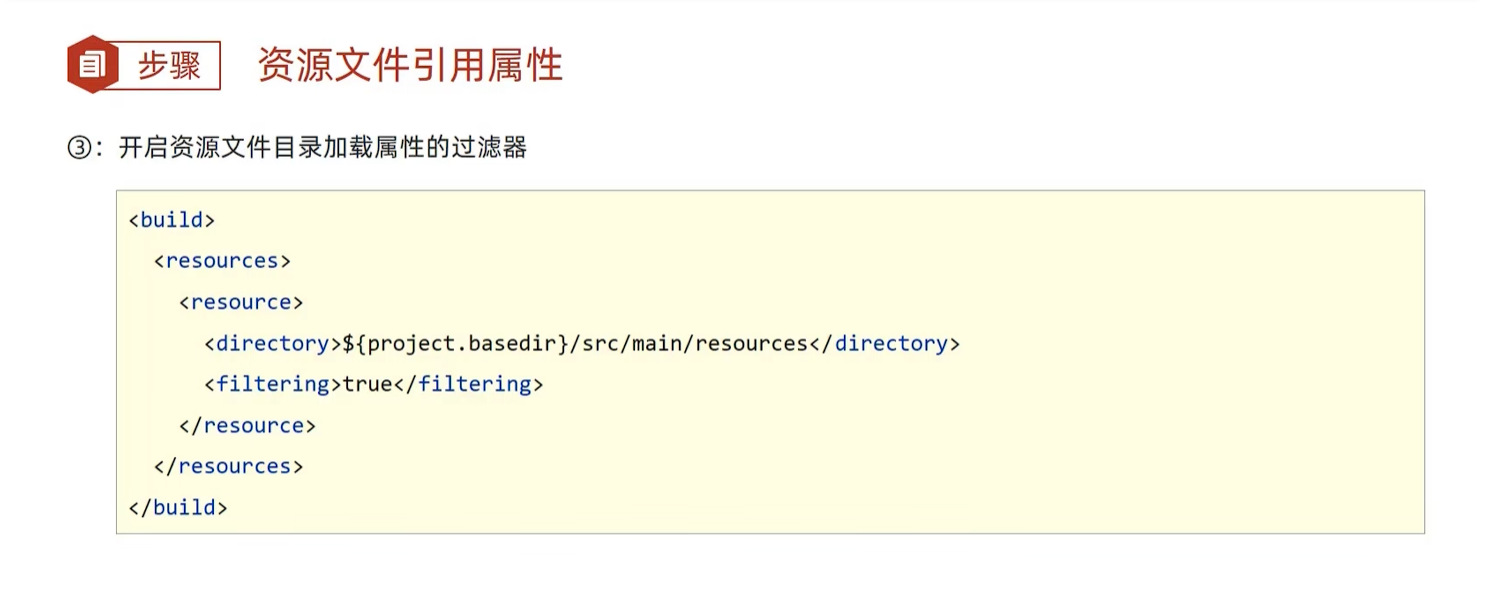 步骤 资源文件引用属性
③：开启资源文件目录加载属性的过滤器
<build>
  <resources>
    <resource>
      <directory>${project.basedir}/src/main/resources</directory>
      <filtering>true</filtering>
    </resource>
  </resources>
</build>